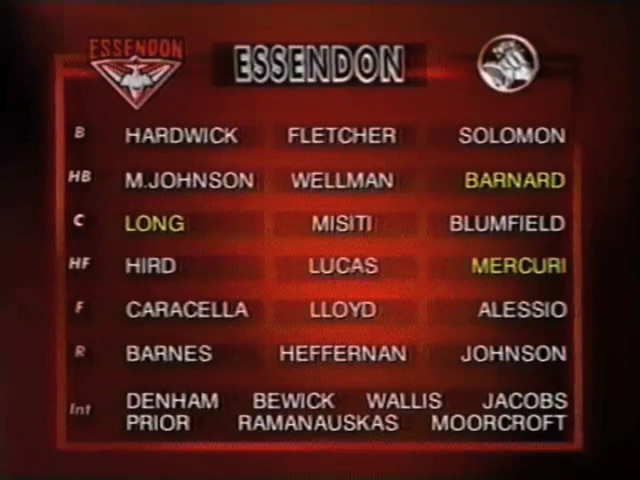 ESSENDON
ESSENDON
B HARDWICK FLETCHER SOLOMON
HB M.JOHNSON WELLMAN BARNARD
C LONG MISITI BLUMFIELD
HF HIRD LUCAS MERCURI
F CARACELLA LLOYD ALESSIO
R BARNES HEFFERNAN JOHNSON
Int DENHAM BEWICK WALLIS JACOBS
PRIOR RAMANAUSKAS MOORCROFT